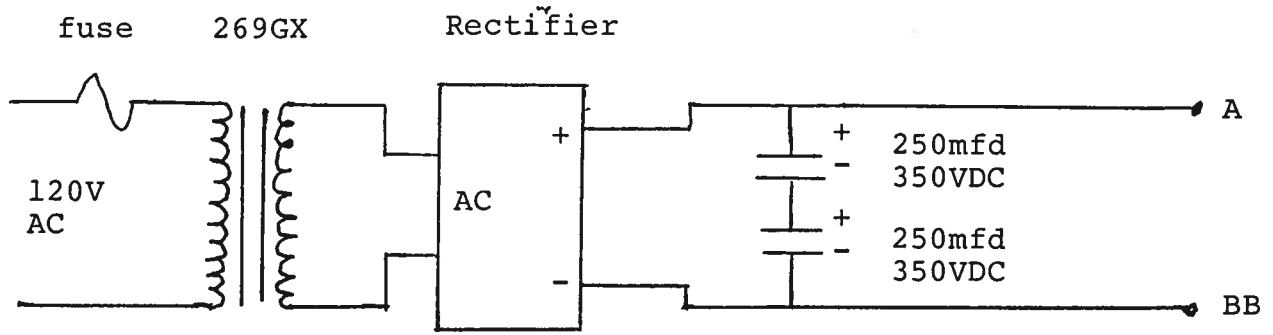 fuse
269GX
Rectifier
120V
AC
AC
+
-
+
-
250mfd
350VDC
+
-
250mfd
350VDC
A
BB